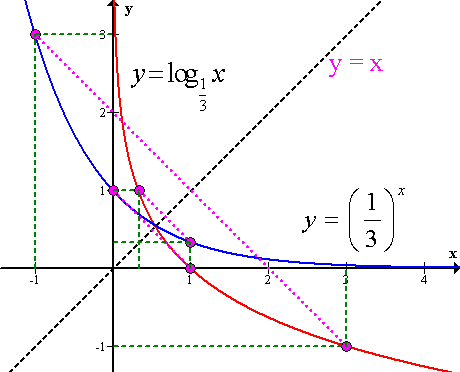 y
3
y = log_{1/3} x
y = x
2
1
y = (1/3)^x
x
-1
1
2
3
4
-1